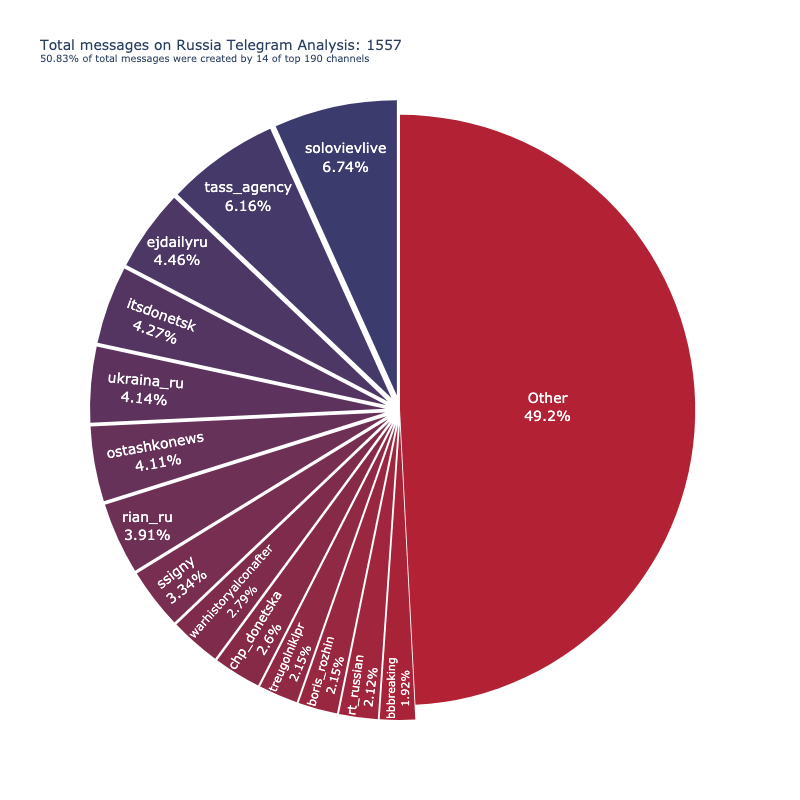 Total messages on Russia Telegram Analysis: 1557
50.83% of total messages were created by 14 of top 190 channels
solovievlive
6.74%
tass_agency
6.16%
ejdailyru
4.46%
itsdonetsk
4.27%
ukraina_ru
4.14%
ostashkonews
4.11%
rian_ru
3.91%
ssigny
3.34%
warhistoryalconafter
2.79%
chp_donetska
2.6%
treugolniklpr
2.15%
boris_rozhin
2.15%
rt_russian
2.12%
bbbreaking
1.92%
Other
49.2%